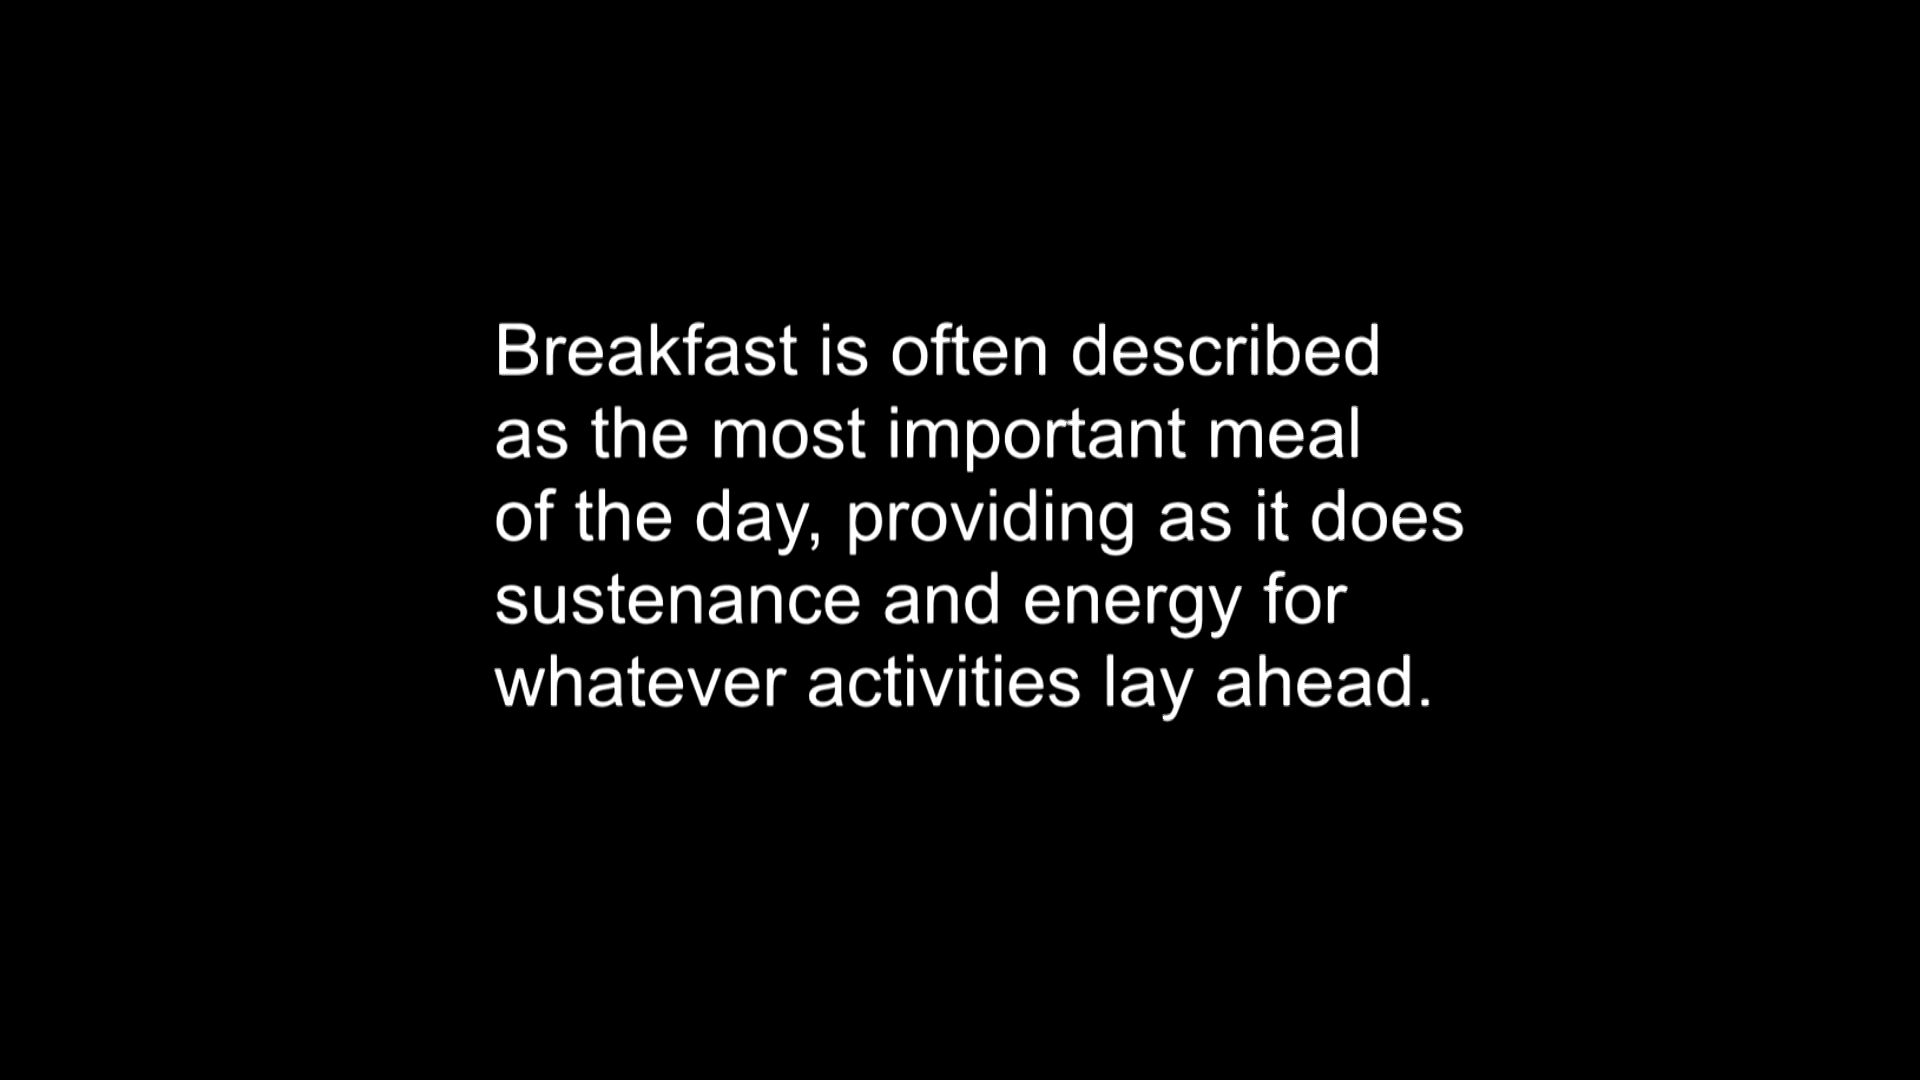 Breakfast is often described
as the most important meal
of the day, providing as it does
sustenance and energy for
whatever activities lay ahead.